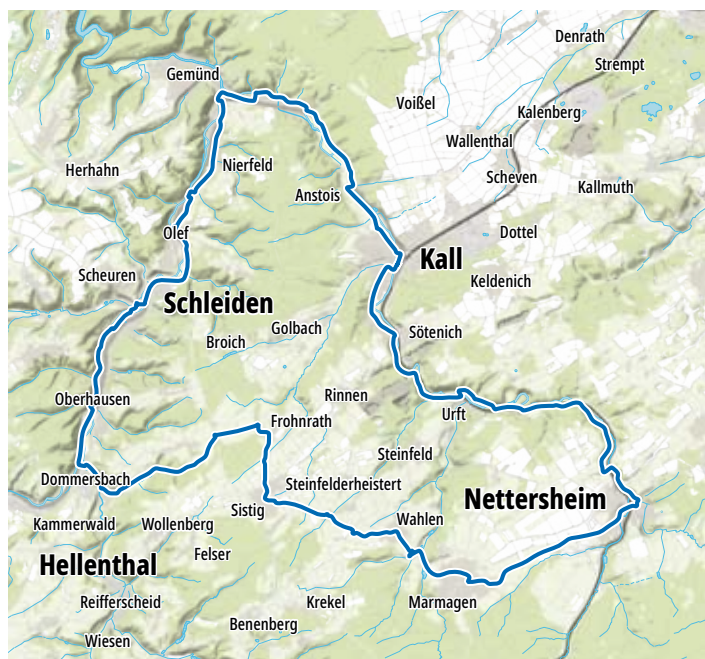 Denrath
Strempt
Gemünd
Voißel
Kalenberg
Wallenthal
Nierfeld
Herhahn
Scheven
Kallmuth
Anstois
Olef
Dottel
Kall
Scheuren
Keldenich
Schleiden
Golbach
Sötenich
Broich
Rinnen
Oberhausen
Urft
Frohnrath
Steinfeld
Dommersbach
Steinfelderheistert
Nettersheim
Sistig
Wahlen
Kammerwald
Wollenberg
Felser
Hellenthal
Reifferscheid
Krekel
Marmagen
Benenberg
Wiesen